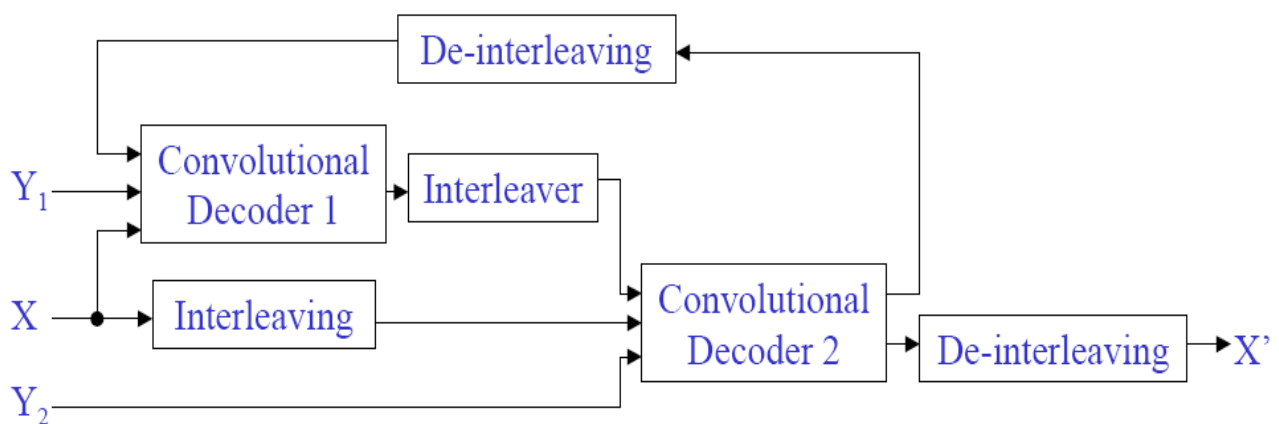 De-interleaving
Convolutional
Decoder 1
Y₁
Interleaver
X
Interleaving
Convolutional
Decoder 2
De-interleaving
X’
Y₂